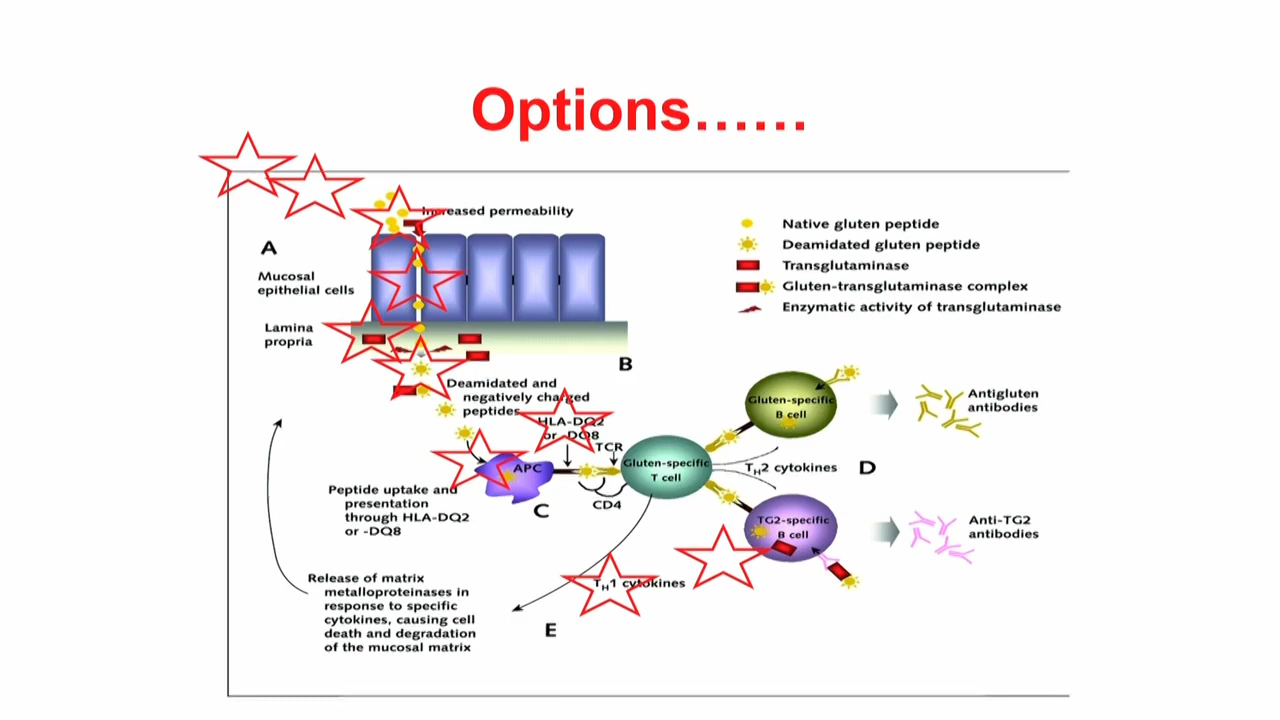 Options……
Increased permeability
A
Mucosal
epithelial cells
Lamina
propria
B
Native gluten peptide
Deamidated gluten peptide
Transglutaminase
Gluten-transglutaminase complex
Enzymatic activity of transglutaminase
Deamidated and
negatively charged
peptides
HLA-DQ2
or -DQ8
TCR
APC
CD4
C
Peptide uptake and
presentation
through HLA-DQ2
or -DQ8
Gluten-specific
T cell
Gluten-specific
B cell
Antigluten
antibodies
TH2 cytokines
D
TG2-specific
B cell
Anti-TG2
antibodies
TH1 cytokines
E
Release of matrix
metalloproteinases in
response to specific
cytokines, causing cell
death and degradation
of the mucosal matrix